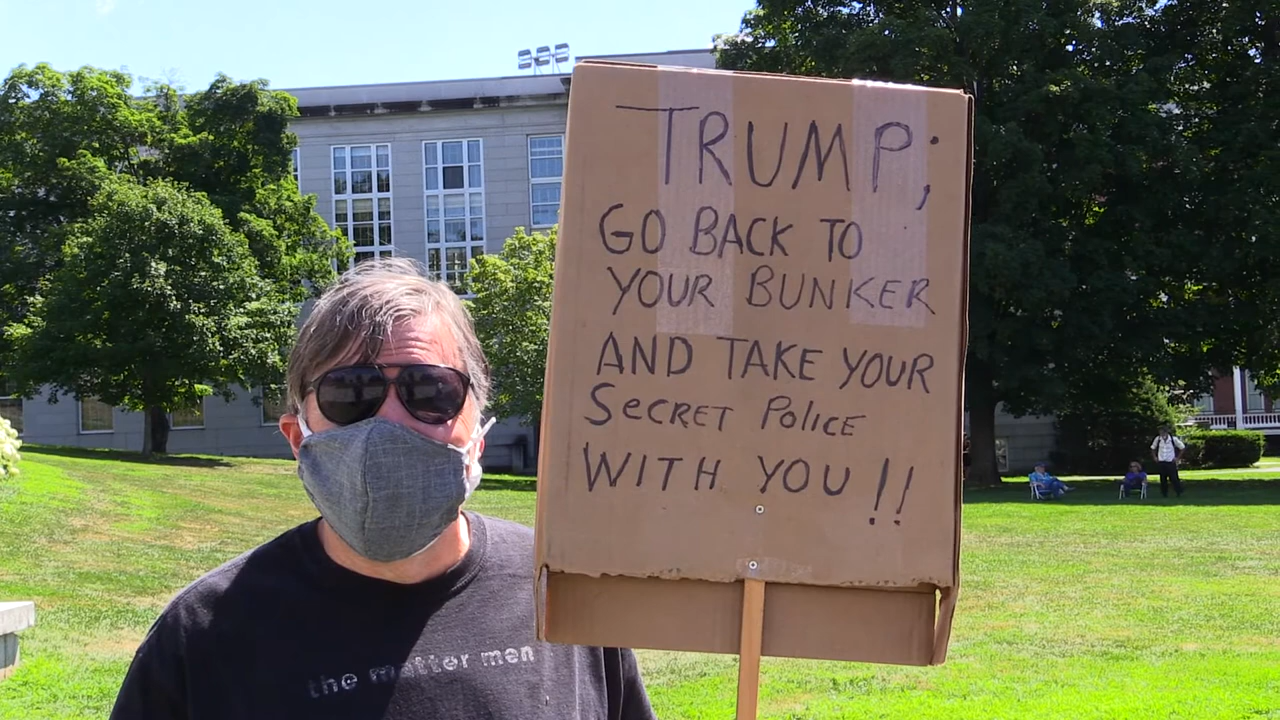 TRUMP;
GO BACK TO
YOUR BUNKER
AND TAKE YOUR
SECRET POLICE
WITH YOU!!
the matter men